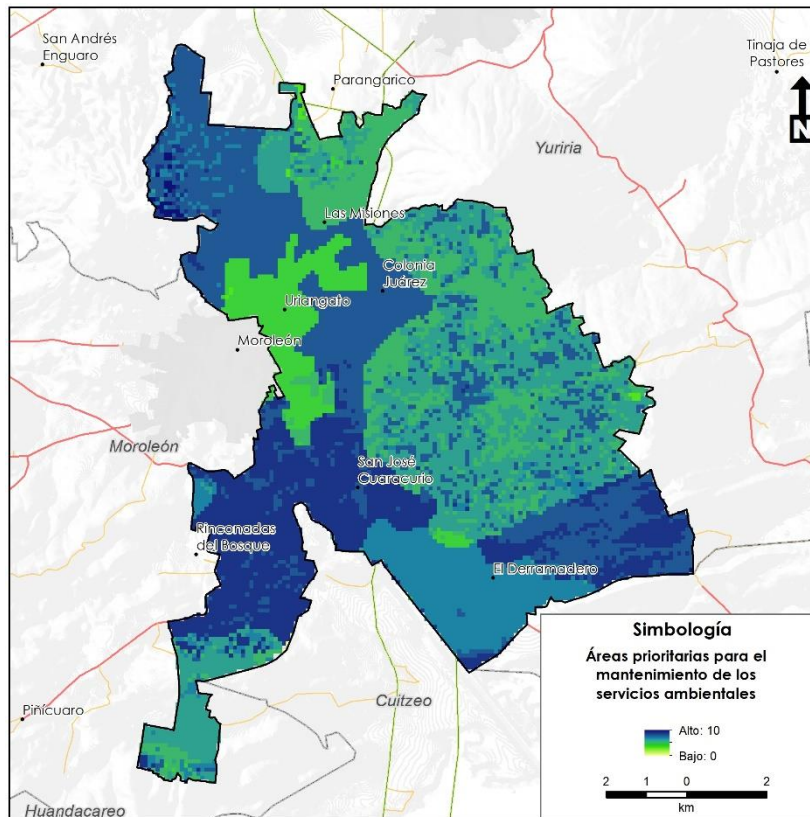 San Andrés
Enguaro
Tinaja de
Pastores
Parangarico
N
Yuriria
Las Misiones
Colonia
Juárez
Uriangato
Moroleón
Moroleón
San José
Cuaracurio
Rinconadas
del Bosque
El Derramadero
Piñícuaro
Cuitzeo
Huandacareo
Simbología
Áreas prioritarias para el
mantenimiento de los
servicios ambientales
Alto: 10
Bajo: 0
2 1 0 2
km